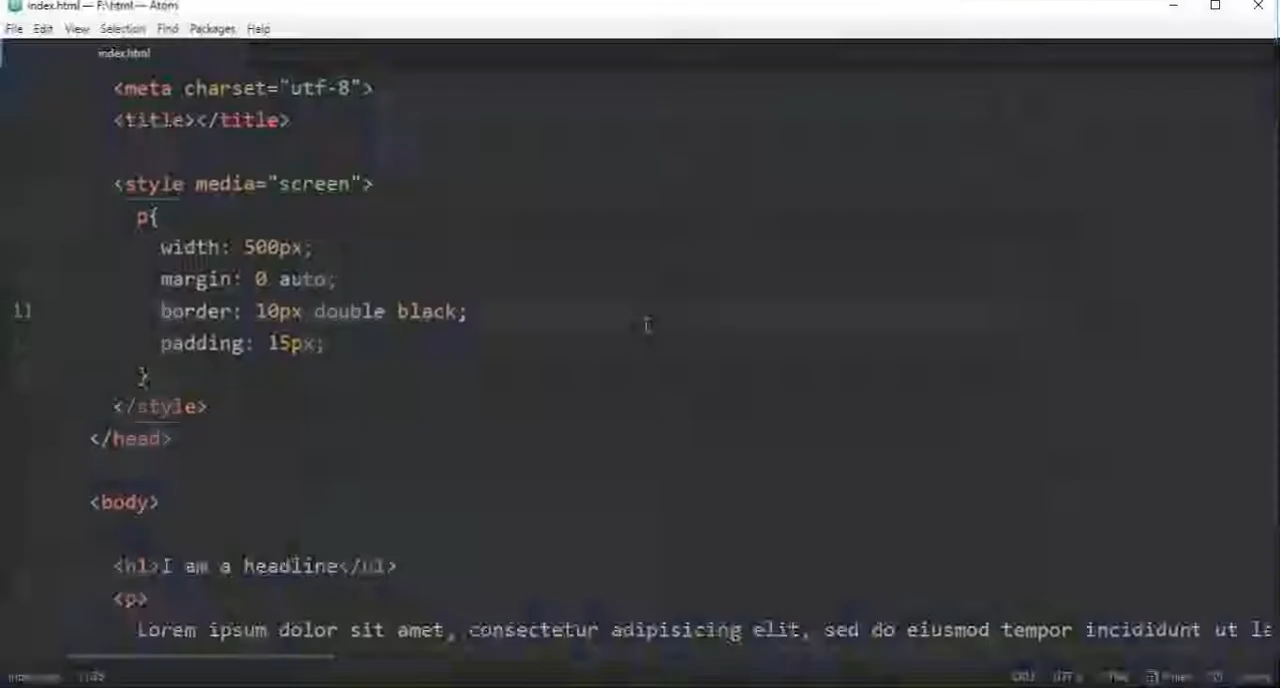 index.html — F:\html — Atom
File Edit View Selection Find Packages Help
index.html
<meta charset="utf-8">
<title></title>
<style media="screen">
p{
width: 500px;
margin: 0 auto;
11 border: 10px double black;
padding: 15px;
}
</style>
</head>
<body>
<h1>I am a headline</h1>
<p>
Lorem ipsum dolor sit amet, consectetur adipisicing elit, sed do eiusmod tempor incididunt ut